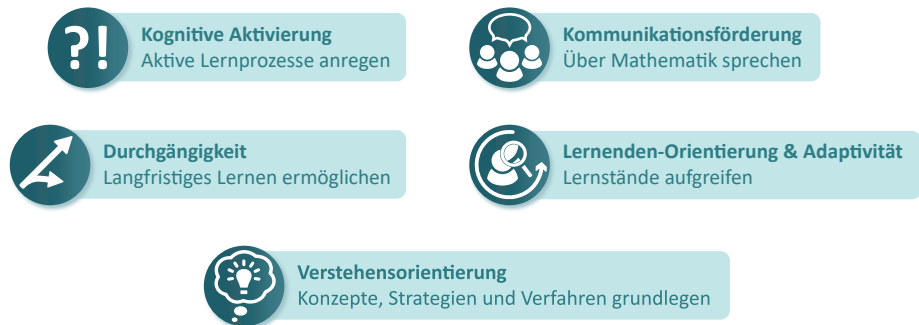 ?!
Kognitive Aktivierung
Aktive Lernprozesse anregen
Kommunikationsförderung
Über Mathematik sprechen
Durchgängigkeit
Langfristiges Lernen ermöglichen
Lernenden-Orientierung & Adaptivität
Lernstände aufgreifen
Verstehensorientierung
Konzepte, Strategien und Verfahren grundlegen